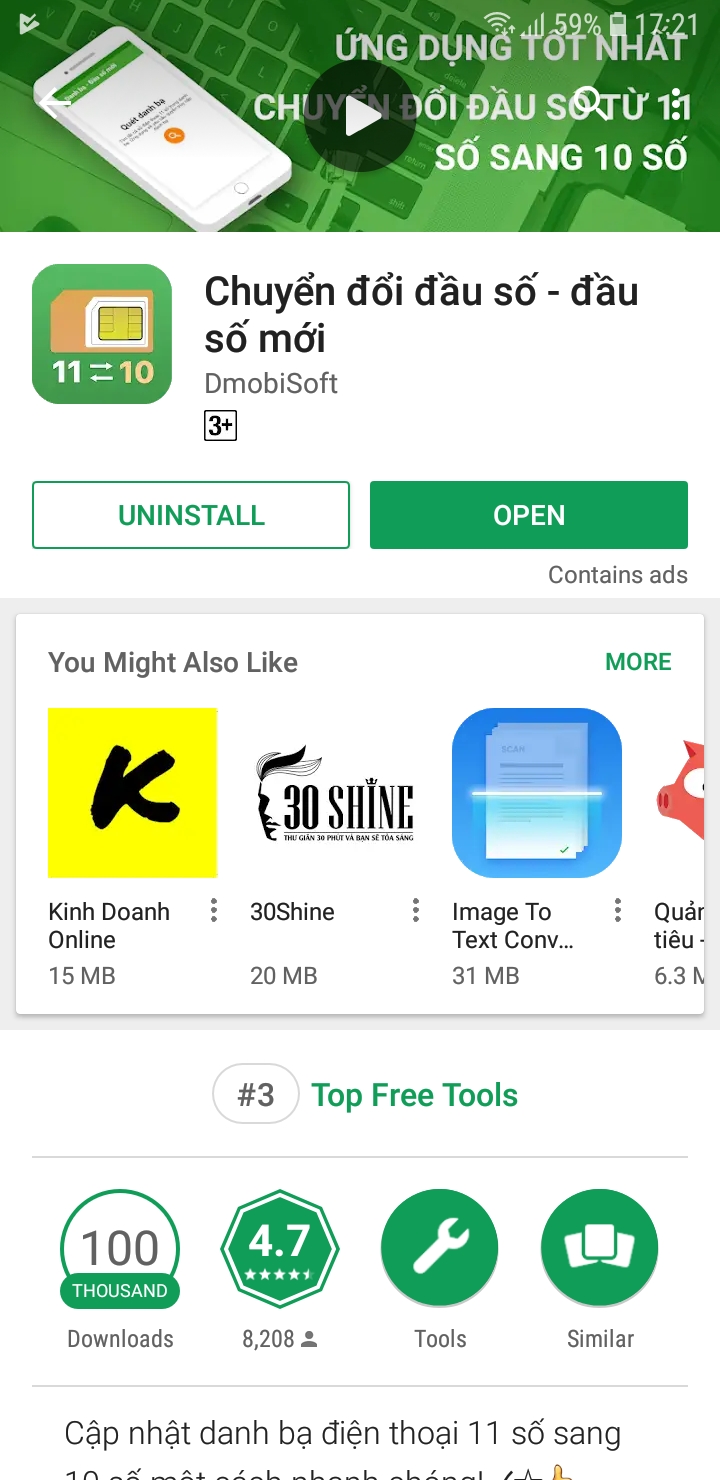 59% 17:21
ỨNG DỤNG TỐT NHẤT
CHUYỂN ĐỔI ĐẦU SỐ TỪ 11
SỐ SANG 10 SỐ
Quét danh bạ
Chuyển đổi đầu số - đầu
số mới
11 10
DmobiSoft
3+
UNINSTALL
OPEN
Contains ads
You Might Also Like
MORE
K
30 SHINE
THƯ GIÃN 30 PHÚT VÀ BẠN SẼ TỎA SÁNG
SCAN
Kinh Doanh
Online
15 MB
30Shine
20 MB
Image To
Text Conv...
31 MB
Quản
tiêu -
6.3 M
#3 Top Free Tools
100
THOUSAND
Downloads
4.7
8,208
Tools
Similar
Cập nhật danh bạ điện thoại 11 số sang
10 số một cách nhanh chóng!